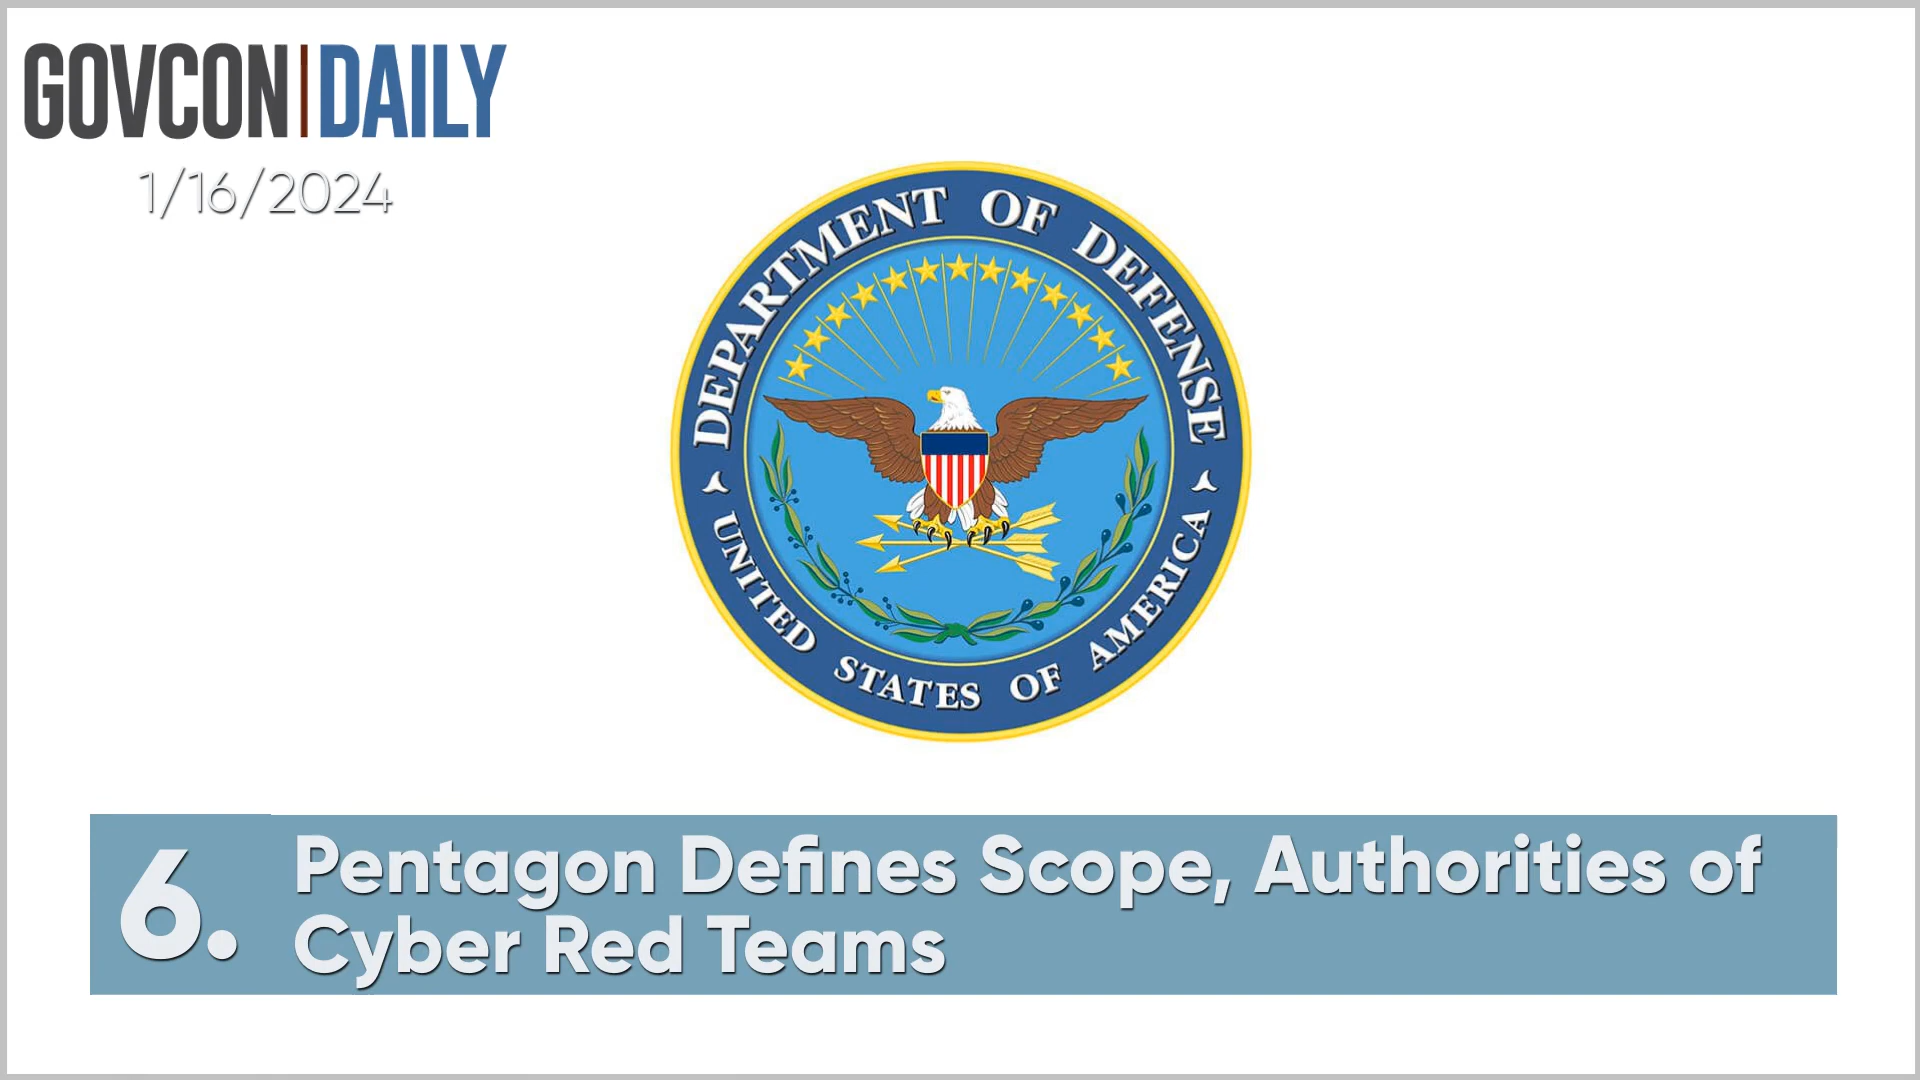 GOVCON|DAILY
1/16/2024
DEPARTMENT OF DEFENSE
UNITED STATES OF AMERICA
6. Pentagon Defines Scope, Authorities of
Cyber Red Teams